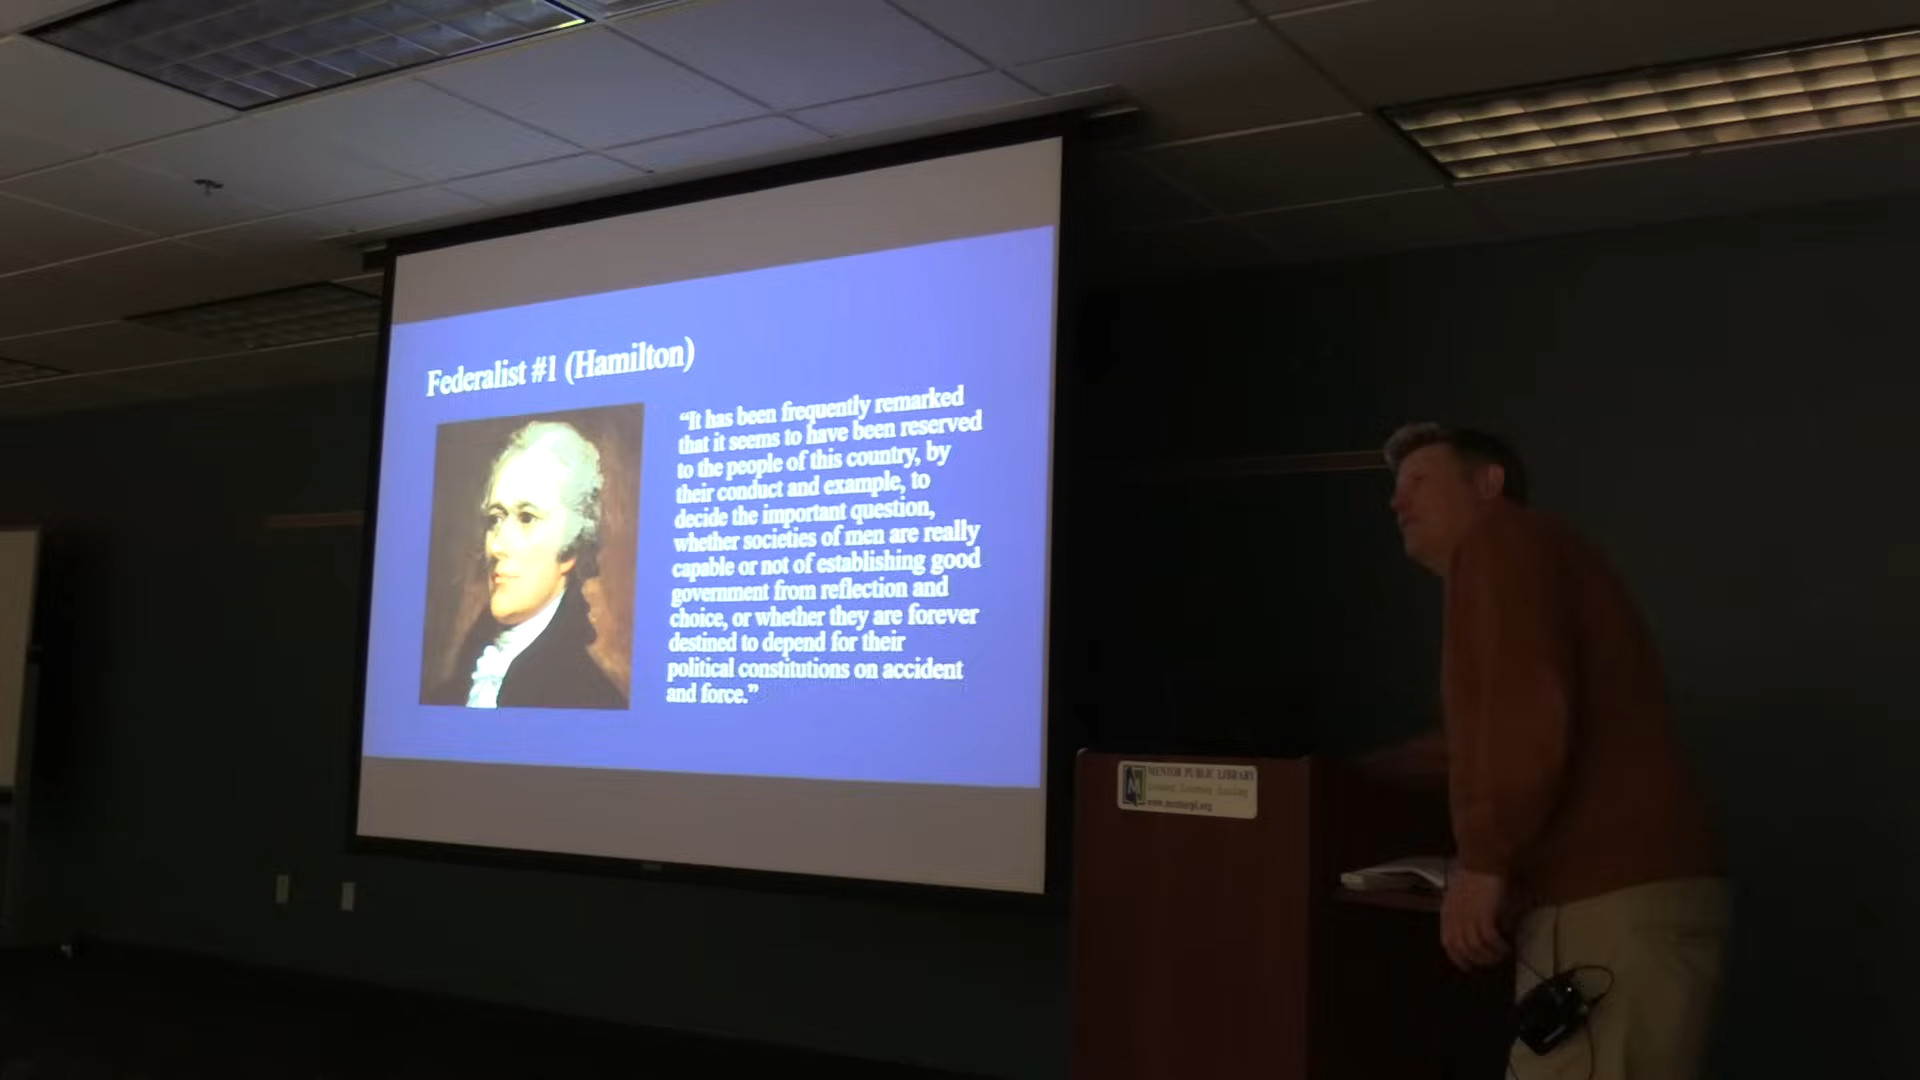 Federalist #1 (Hamilton)
“It has been frequently remarked
that it seems to have been reserved
to the people of this country, by
their conduct and example, to
decide the important question,
whether societies of men are really
capable or not of establishing good
government from reflection and
choice, or whether they are forever
destined to depend for their
political constitutions on accident
and force.”
M
MENTOR PUBLIC LIBRARY
www.mentorpl.org